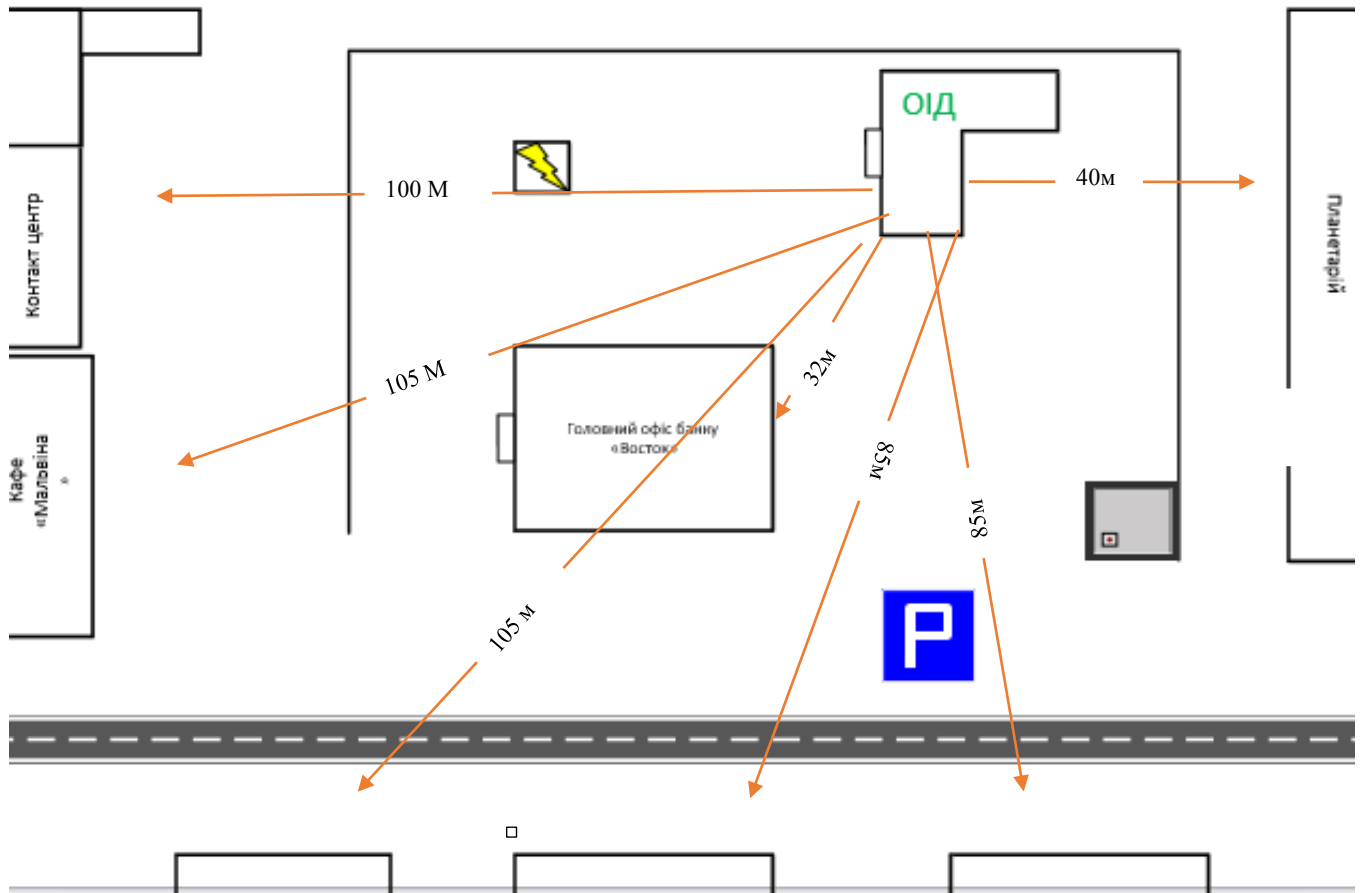 ОІД
100 М
40м
Контакт центр
Планетарій
105 М
32м
Головний офіс банку
«Восток»
Кафе
«Мальвіна
»
85м
85м
105 м
P